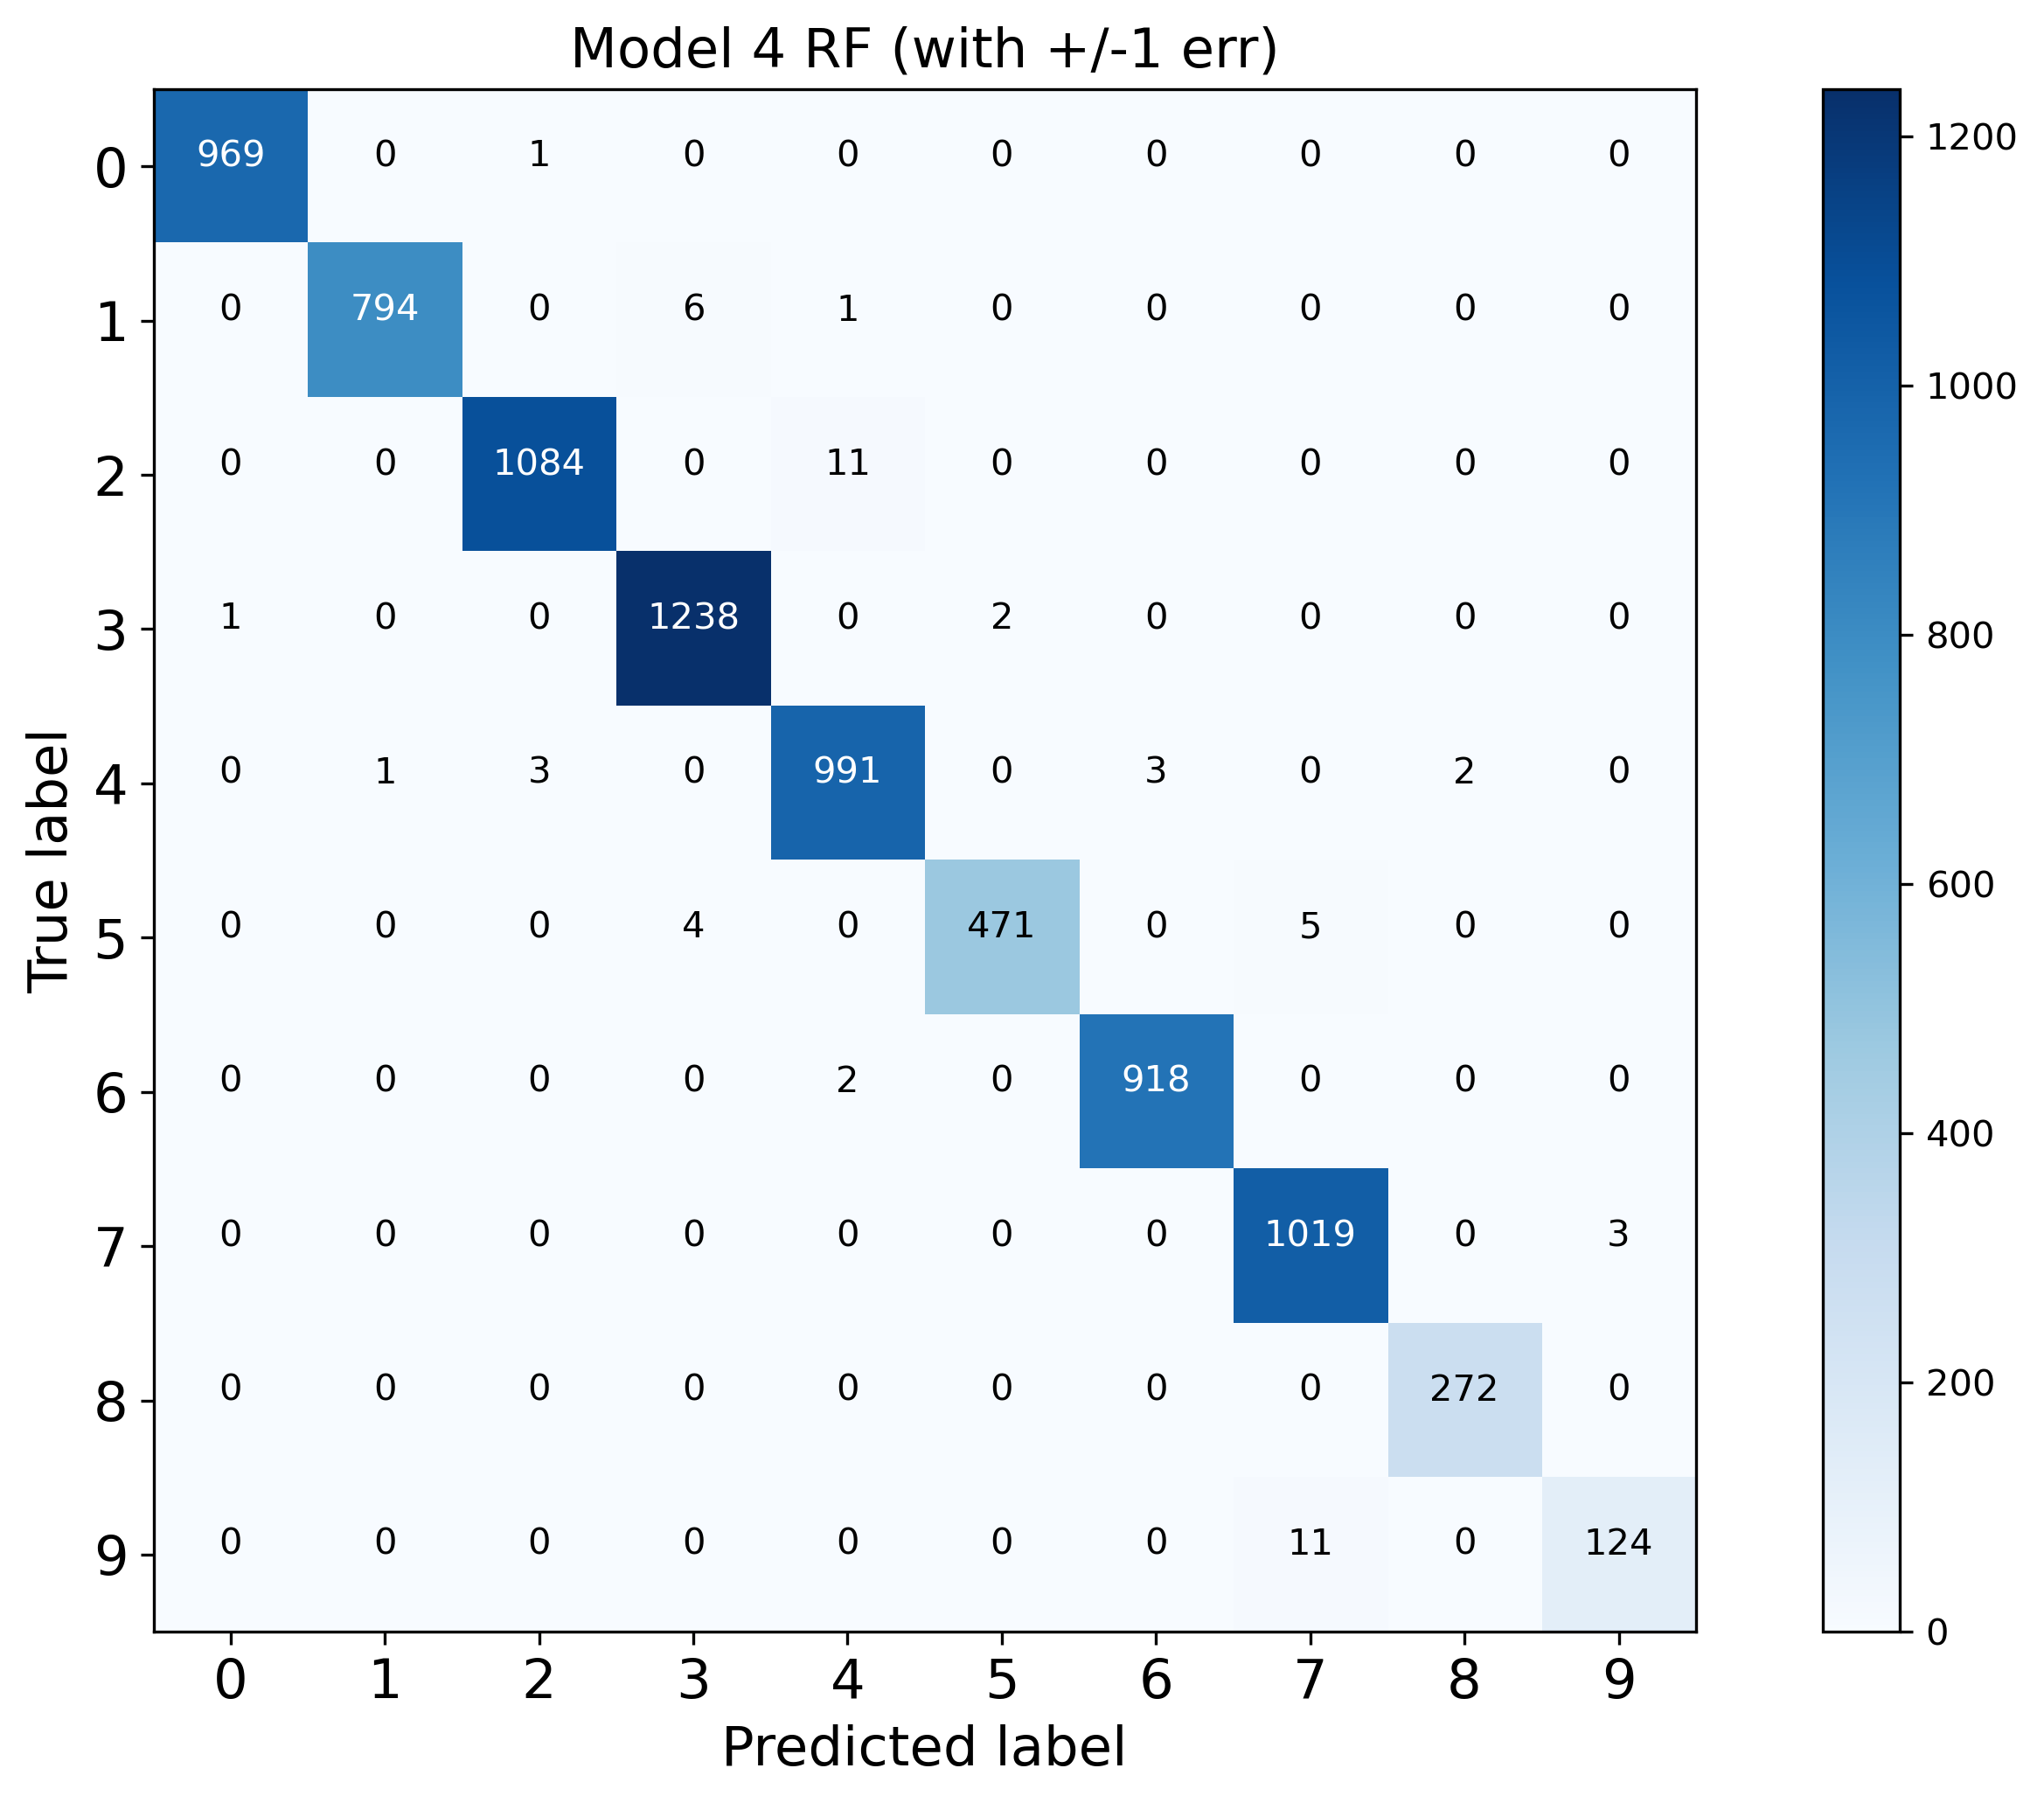 Model 4 RF (with +/-1 err)
0 969 0 1 0 0 0 0 0 0 0
1 0 794 0 6 1 0 0 0 0 0
2 0 0 1084 0 11 0 0 0 0 0
3 1 0 0 1238 0 2 0 0 0 0
4 0 1 3 0 991 0 3 0 2 0
5 0 0 0 4 0 471 0 5 0 0
6 0 0 0 0 2 0 918 0 0 0
7 0 0 0 0 0 0 0 1019 0 3
8 0 0 0 0 0 0 0 0 272 0
9 0 0 0 0 0 0 0 11 0 124
0 1 2 3 4 5 6 7 8 9
Predicted label
True label
1200
1000
800
600
400
200
0